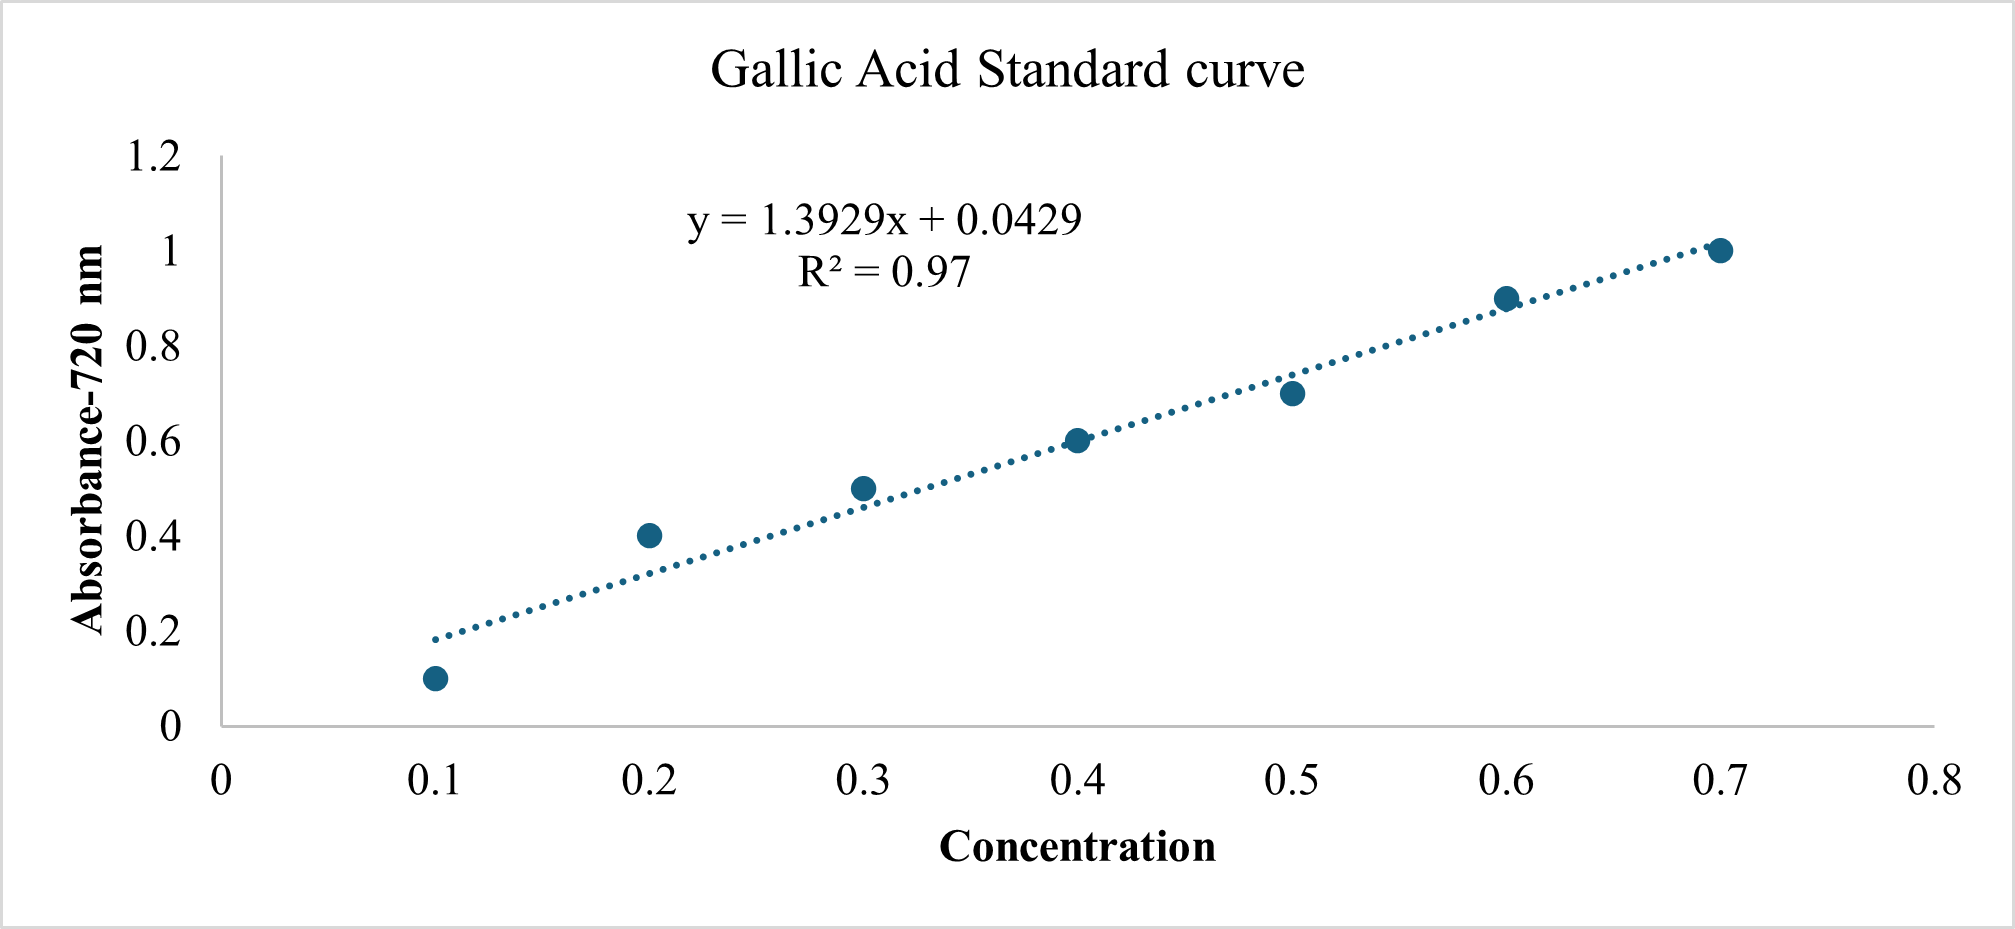 Gallic Acid Standard curve
1.2
1
0.8
0.6
0.4
0.2
0
y = 1.3929x + 0.0429
R² = 0.97
Absorbance-720 nm
0 0.1 0.2 0.3 0.4 0.5 0.6 0.7 0.8
Concentration